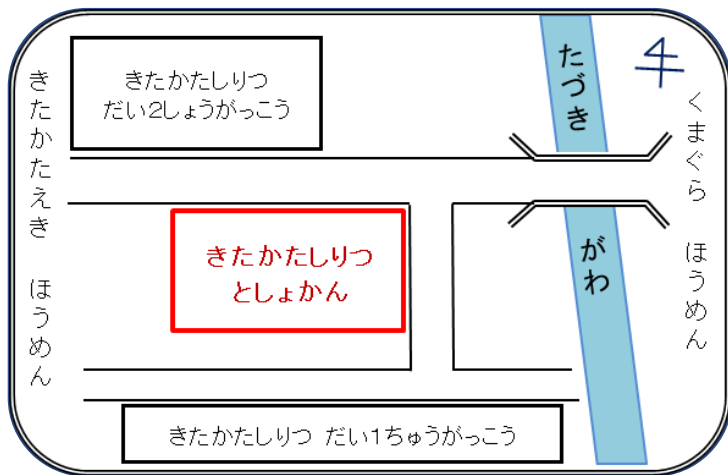 きたかたしりつ
だい2しょうがっこう
きたかたえき ほうめん
たづき
がわ
くまぐら ほうめん
きたかたしりつ
としょかん
きたかたしりつ だい1ちゅうがっこう